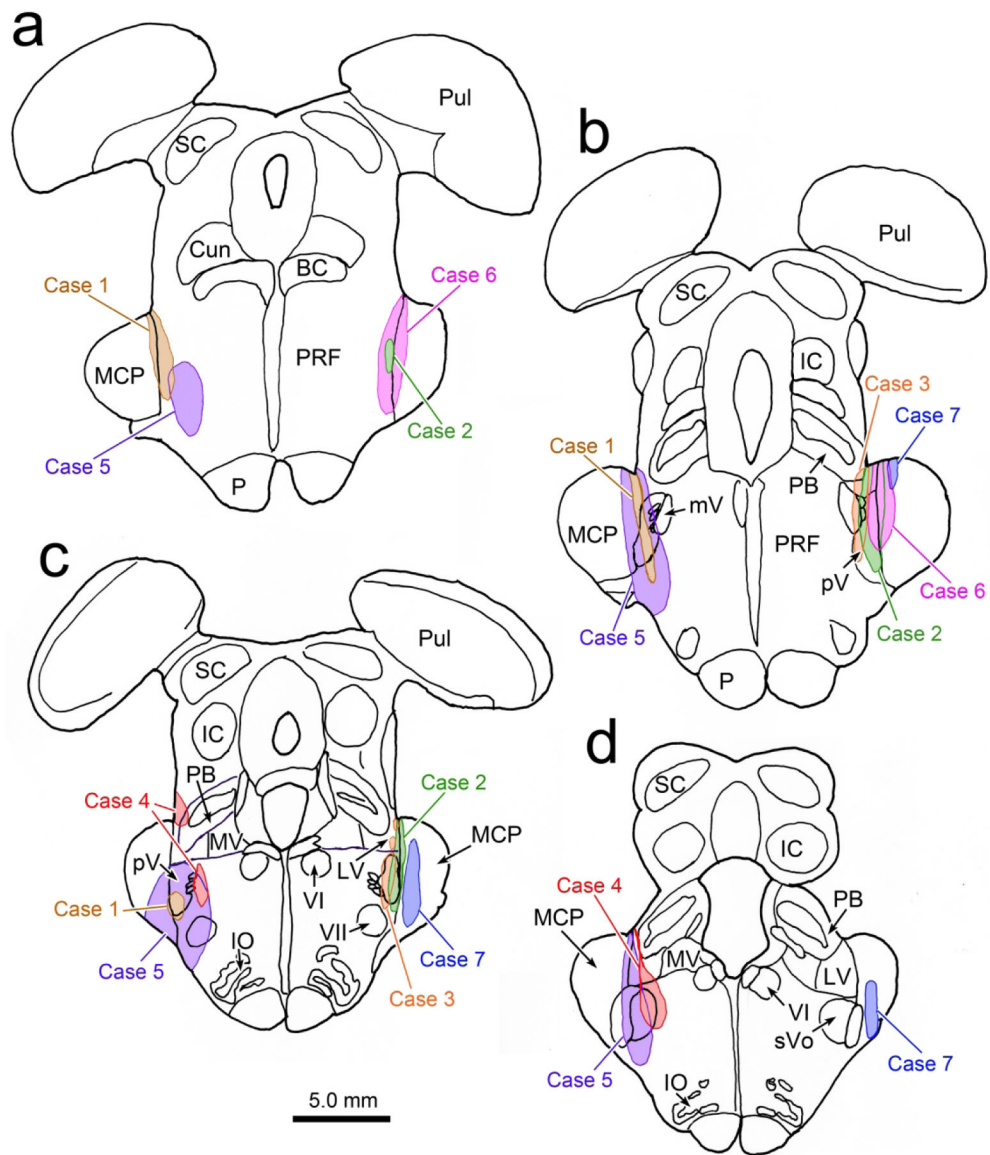 a
Pul
SC
Cun
BC
Case 1
Case 6
MCP
PRF
Case 2
Case 5
P
b
Pul
SC
IC
Case 3
Case 7
Case 1
PB
mV
MCP
PRF
pV
Case 6
Case 5
Case 2
P
c
Pul
SC
IC
PB
Case 2
Case 4
MCP
MV
pV
LV
VI
Case 1
VII
Case 5
IO
Case 7
Case 3
5.0 mm
d
SC
IC
Case 4
PB
MCP
MV
LV
VI
sVo
Case 5
Case 7
IO